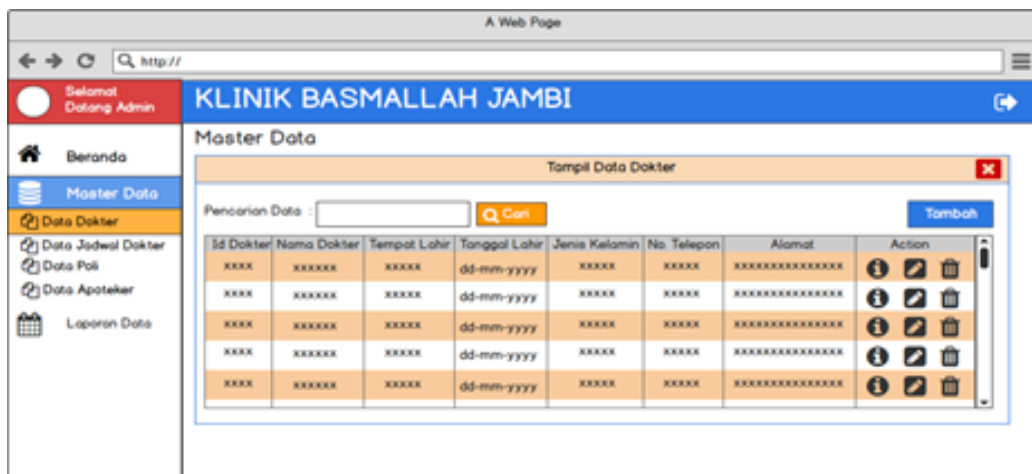 A Web Page
http://
Selamat
Datang Admin
KLINIK BASMALLAH JAMBI
Beranda
Master Data
Data Dokter
Data Jadwal Dokter
Data Poli
Data Apoteker
Laporan Data
Master Data
Tampil Data Dokter
Pencarian Data :
Cari
Tambah
Id Dokter Nama Dokter Tempat Lahir Tanggal Lahir Jenis Kelamin No. Telepon Alamat Action
xxxx xxxxxx xxxxx dd-mm-yyyy xxxxx xxxxx xxxxxxxxxxxxxxx
xxxx xxxxxx xxxxx dd-mm-yyyy xxxxx xxxxx xxxxxxxxxxxxxxx
xxxx xxxxxx xxxxx dd-mm-yyyy xxxxx xxxxx xxxxxxxxxxxxxxx
xxxx xxxxxx xxxxx dd-mm-yyyy xxxxx xxxxx xxxxxxxxxxxxxxx
xxxx xxxxxx xxxxx dd-mm-yyyy xxxxx xxxxx xxxxxxxxxxxxxxx